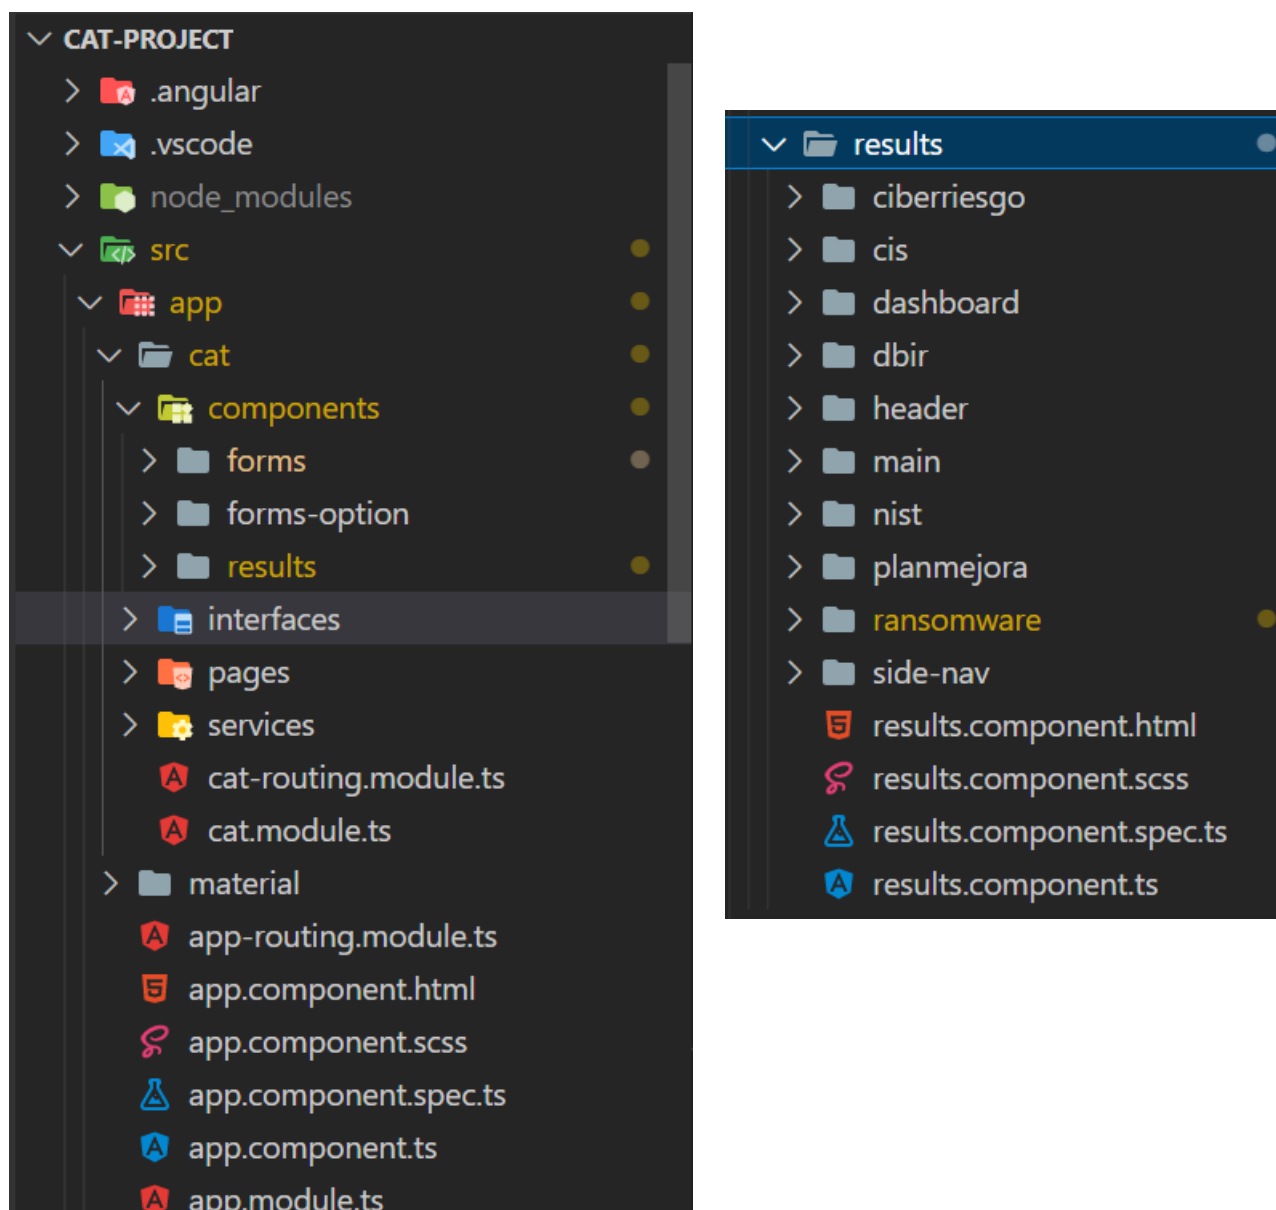 CAT-PROJECT
.angular
.vscode
node_modules
src
app
cat
components
forms
forms-option
results
interfaces
pages
services
cat-routing.module.ts
cat.module.ts
material
app-routing.module.ts
app.component.html
app.component.scss
app.component.spec.ts
app.component.ts
app.module.ts
results
ciberriesgo
cis
dashboard
dbir
header
main
nist
planmejora
ransomware
side-nav
results.component.html
results.component.scss
results.component.spec.ts
results.component.ts